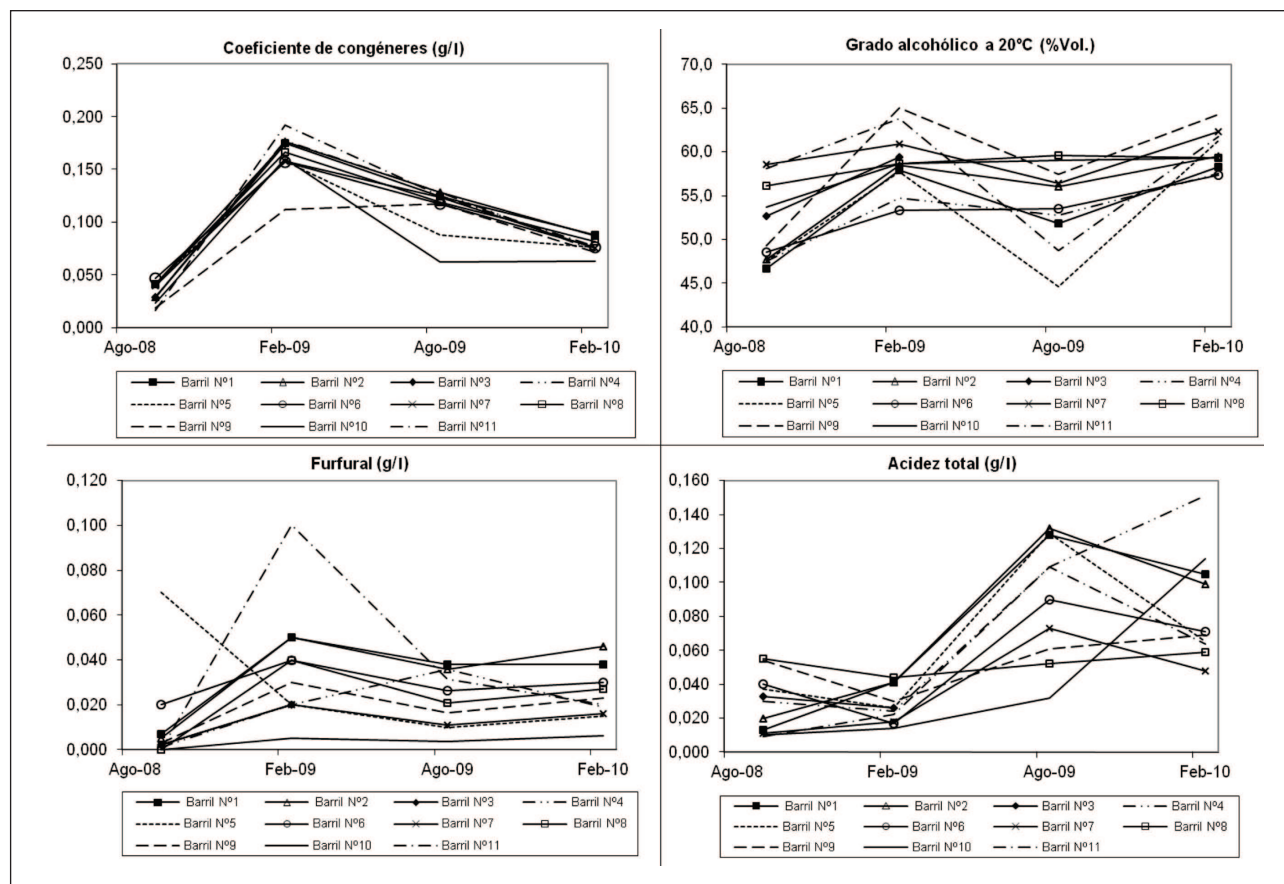 Coeficiente de congéneres (g/l)
0,250
0,200
0,150
0,100
0,050
0,000
Ago-08 Feb-09 Ago-09 Feb-10
Barril Nº1 Barril Nº2 Barril Nº3 Barril Nº4
Barril Nº5 Barril Nº6 Barril Nº7 Barril Nº8
Barril Nº9 Barril Nº10 Barril Nº11
Grado alcohólico a 20°C (%Vol.)
70,0
65,0
60,0
55,0
50,0
45,0
40,0
Ago-08 Feb-09 Ago-09 Feb-10
Barril Nº1 Barril Nº2 Barril Nº3 Barril Nº4
Barril Nº5 Barril Nº6 Barril Nº7 Barril Nº8
Barril Nº9 Barril Nº10 Barril Nº11
Furfural (g/l)
0,120
0,100
0,080
0,060
0,040
0,020
0,000
Ago-08 Feb-09 Ago-09 Feb-10
Barril Nº1 Barril Nº2 Barril Nº3 Barril Nº4
Barril Nº5 Barril Nº6 Barril Nº7 Barril Nº8
Barril Nº9 Barril Nº10 Barril Nº11
Acidez total (g/l)
0,160
0,140
0,120
0,100
0,080
0,060
0,040
0,020
0,000
Ago-08 Feb-09 Ago-09 Feb-10
Barril Nº1 Barril Nº2 Barril Nº3 Barril Nº4
Barril Nº5 Barril Nº6 Barril Nº7 Barril Nº8
Barril Nº9 Barril Nº10 Barril Nº11